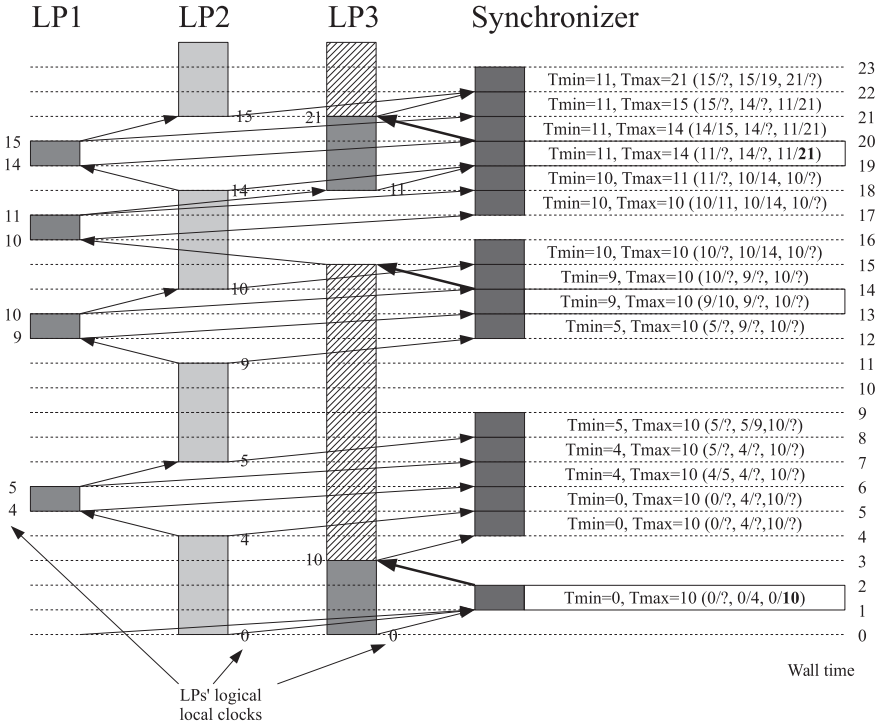 LP1 LP2 LP3 Synchronizer
23
Tmin=11, Tmax=21 (15/?, 15/19, 21/?)
22
Tmin=11, Tmax=15 (15/?, 14/?, 11/21)
15 21 21
Tmin=11, Tmax=14 (14/15, 14/?, 11/21)
15 20
Tmin=11, Tmax=14 (11/?, 14/?, 11/21)
14 19
Tmin=10, Tmax=11 (11/?, 10/14, 10/?)
14 11 18
Tmin=10, Tmax=10 (10/11, 10/14, 10/?)
11 17
10 16
Tmin=10, Tmax=10 (10/?, 10/14, 10/?)
15
Tmin=9, Tmax=10 (10/?, 9/?, 10/?)
10 14
Tmin=9, Tmax=10 (9/10, 9/?, 10/?)
10 13
Tmin=5, Tmax=10 (5/?, 9/?, 10/?)
9 12
9 11
10
9
Tmin=5, Tmax=10 (5/?, 5/9,10/?)
8
Tmin=4, Tmax=10 (5/?, 4/?, 10/?)
5 7
Tmin=4, Tmax=10 (4/5, 4/?, 10/?)
5 6
Tmin=0, Tmax=10 (0/?, 4/?,10/?)
4 5
Tmin=0, Tmax=10 (0/?, 4/?,10/?)
4 4
10 3
2
Tmin=0, Tmax=10 (0/?, 0/4, 0/10)
1
0 0 0
Wall time
LPs' logical
local clocks